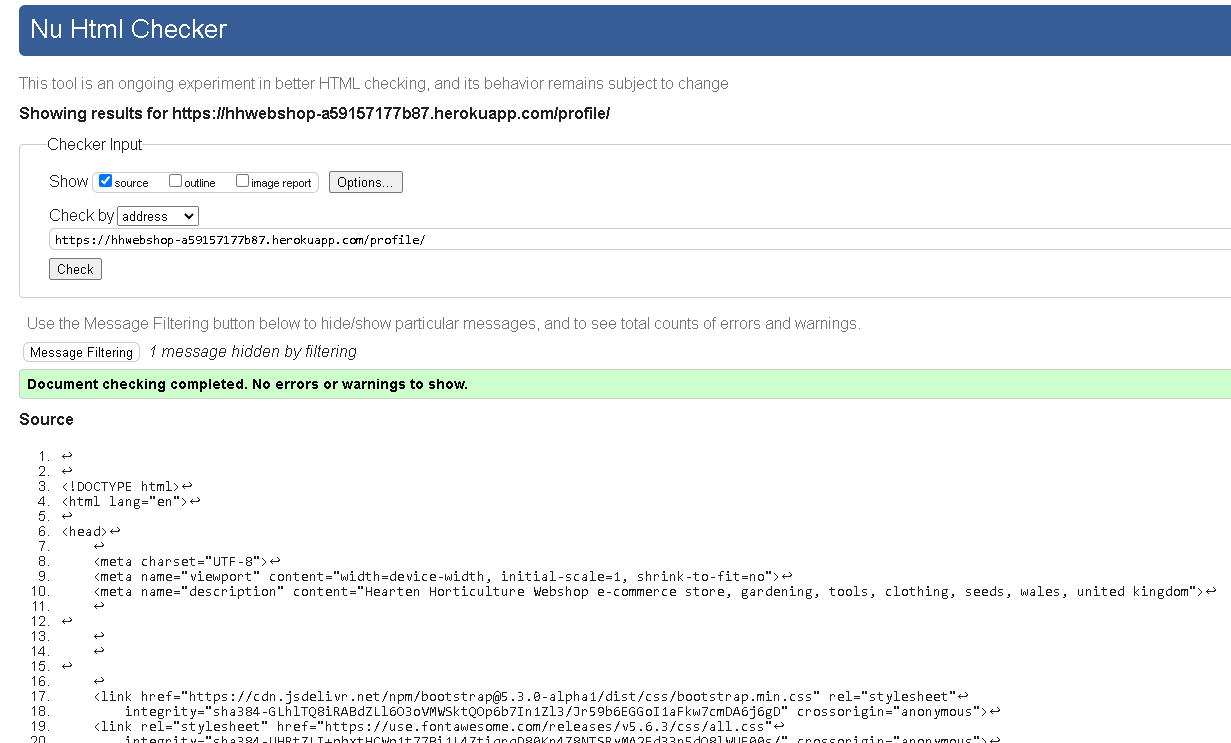 Nu Html Checker
This tool is an ongoing experiment in better HTML checking, and its behavior remains subject to change
Showing results for https://hhwebshop-a59157177b87.herokuapp.com/profile/
Checker Input
Show source outline image report Options...
Check by address
https://hhwebshop-a59157177b87.herokuapp.com/profile/
Check
Use the Message Filtering button below to hide/show particular messages, and to see total counts of errors and warnings.
Message Filtering 1 message hidden by filtering
Document checking completed. No errors or warnings to show.
Source
1. ↩
2. ↩
3. <!DOCTYPE html>↩
4. <html lang="en">↩
5. ↩
6. <head>↩
7. ↩
8. <meta charset="UTF-8">↩
9. <meta name="viewport" content="width=device-width, initial-scale=1, shrink-to-fit=no">↩
10. <meta name="description" content="Hearten Horticulture Webshop e-commerce store, gardening, tools, clothing, seeds, wales, united kingdom">↩
11. ↩
12. ↩
13. ↩
14. ↩
15. ↩
16. ↩
17. <link href="https://cdn.jsdelivr.net/npm/bootstrap@5.3.0-alpha1/dist/css/bootstrap.min.css" rel="stylesheet"↩
18. integrity="sha384-GLhlTQ8iRABdZLl6O3oVMWSktQOp6b7In1Zl3/Jr59b6EGGoI1aFkw7cmDA6j6gD" crossorigin="anonymous">↩
19. <link rel="stylesheet" href="https://use.fontawesome.com/releases/v5.6.3/css/all.css"↩
20. crossorigin="anonymous">↩